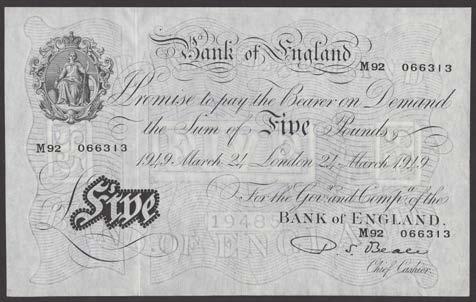 Bank of England
M92 066313
I Promise to pay the Bearer on Demand
the Sum of Five Pounds
M92 066313
1949 March 24 London 24 March 1949
For the Govr. and Compa. of the
BANK of ENGLAND.
M92 066313
£Five
P. S. Beale
Chief Cashier.